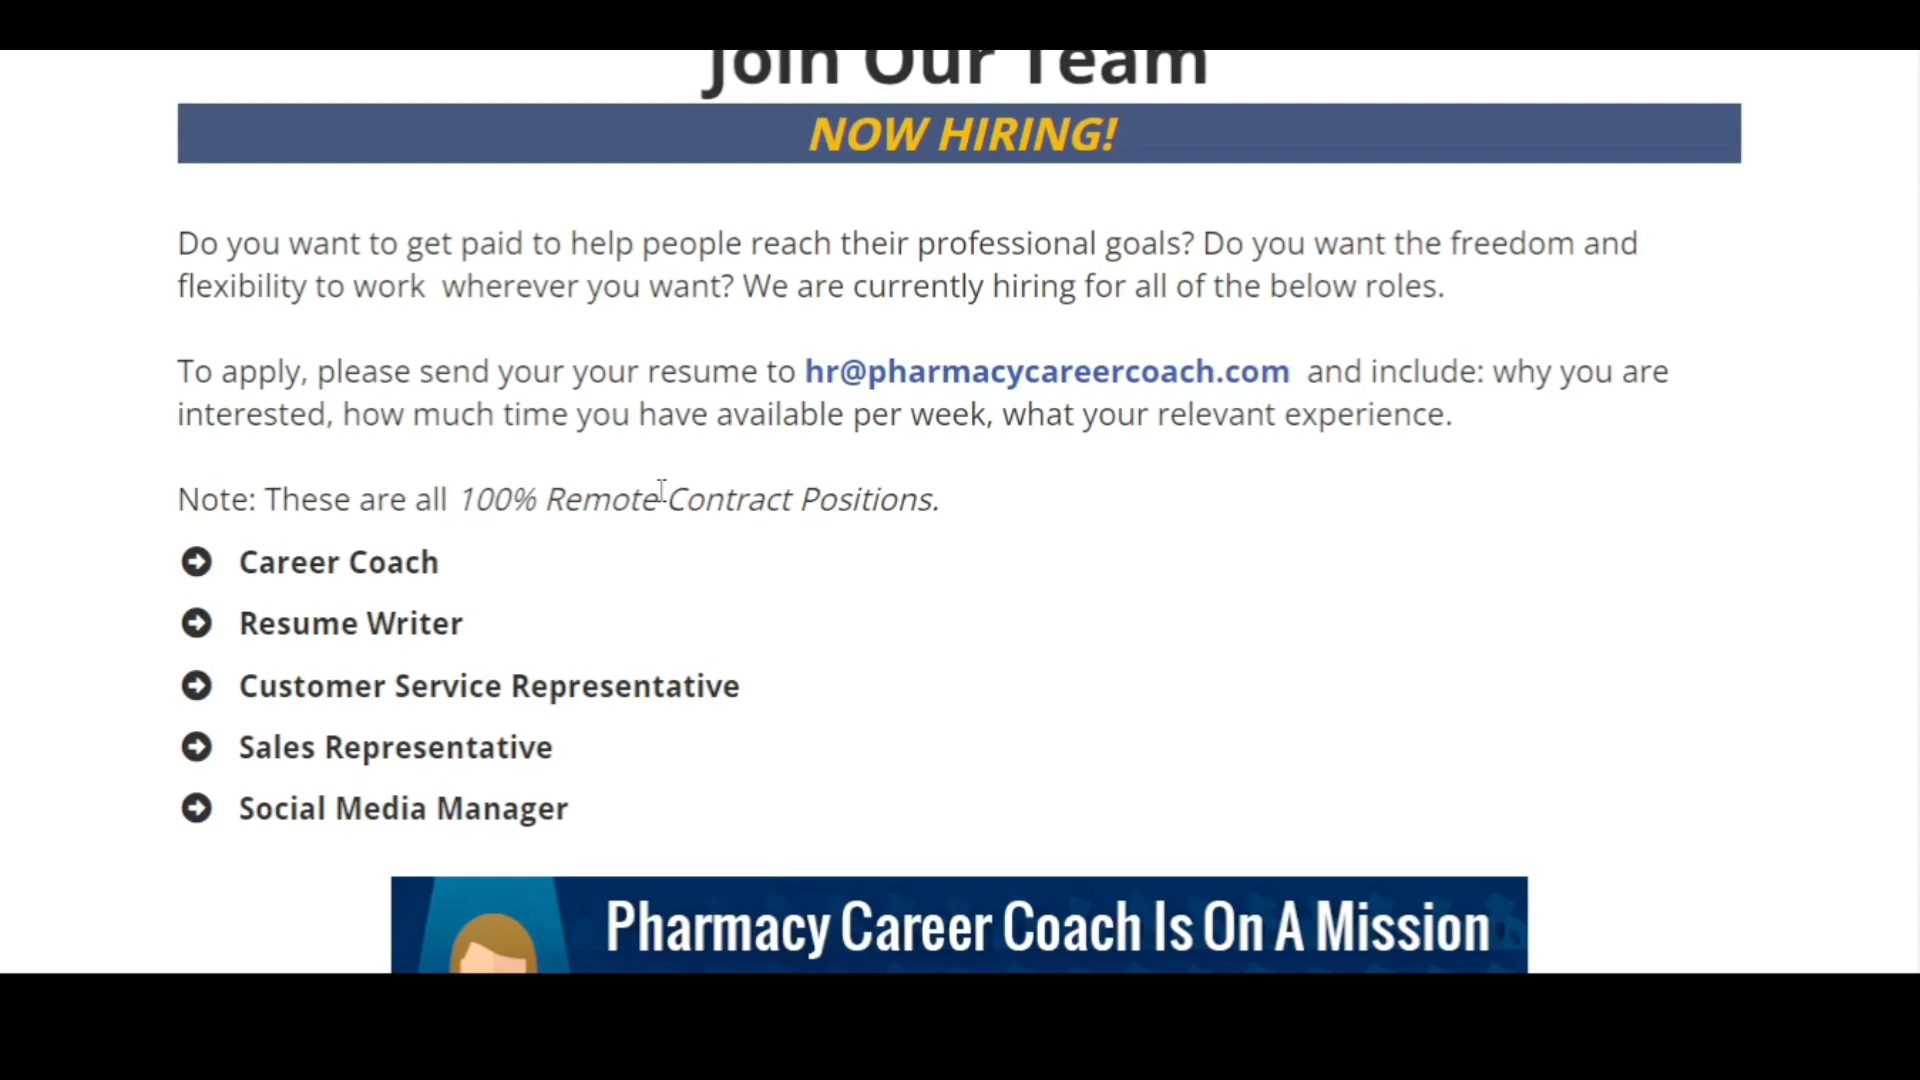 Join Our Team
NOW HIRING!
Do you want to get paid to help people reach their professional goals? Do you want the freedom and
flexibility to work  wherever you want? We are currently hiring for all of the below roles.
To apply, please send your your resume to hr@pharmacycareercoach.com  and include: why you are
interested, how much time you have available per week, what your relevant experience.
Note: These are all 100% Remote Contract Positions.
Career Coach
Resume Writer
Customer Service Representative
Sales Representative
Social Media Manager
Pharmacy Career Coach Is On A Mission